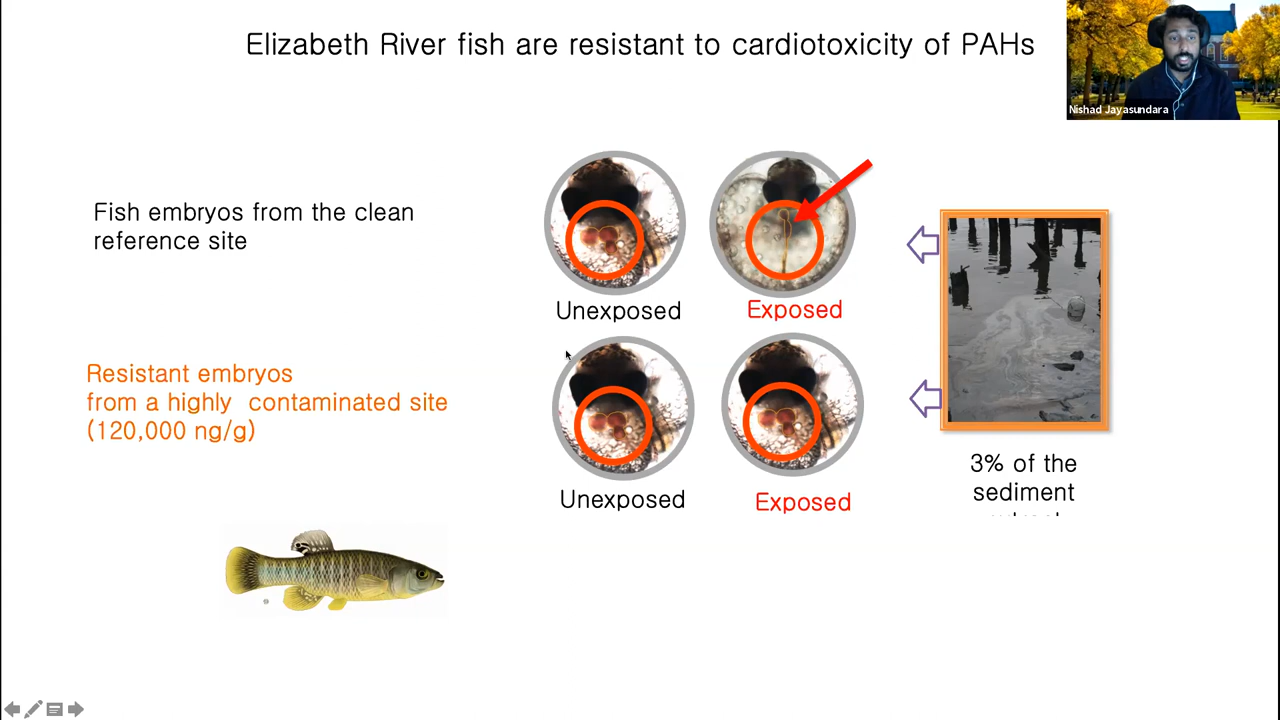 Elizabeth River fish are resistant to cardiotoxicity of PAHs
Nishad Jayasundara
Fish embryos from the clean
reference site
Unexposed
Exposed
Resistant embryos
from a highly contaminated site
(120,000 ng/g)
Unexposed
Exposed
3% of the
sediment